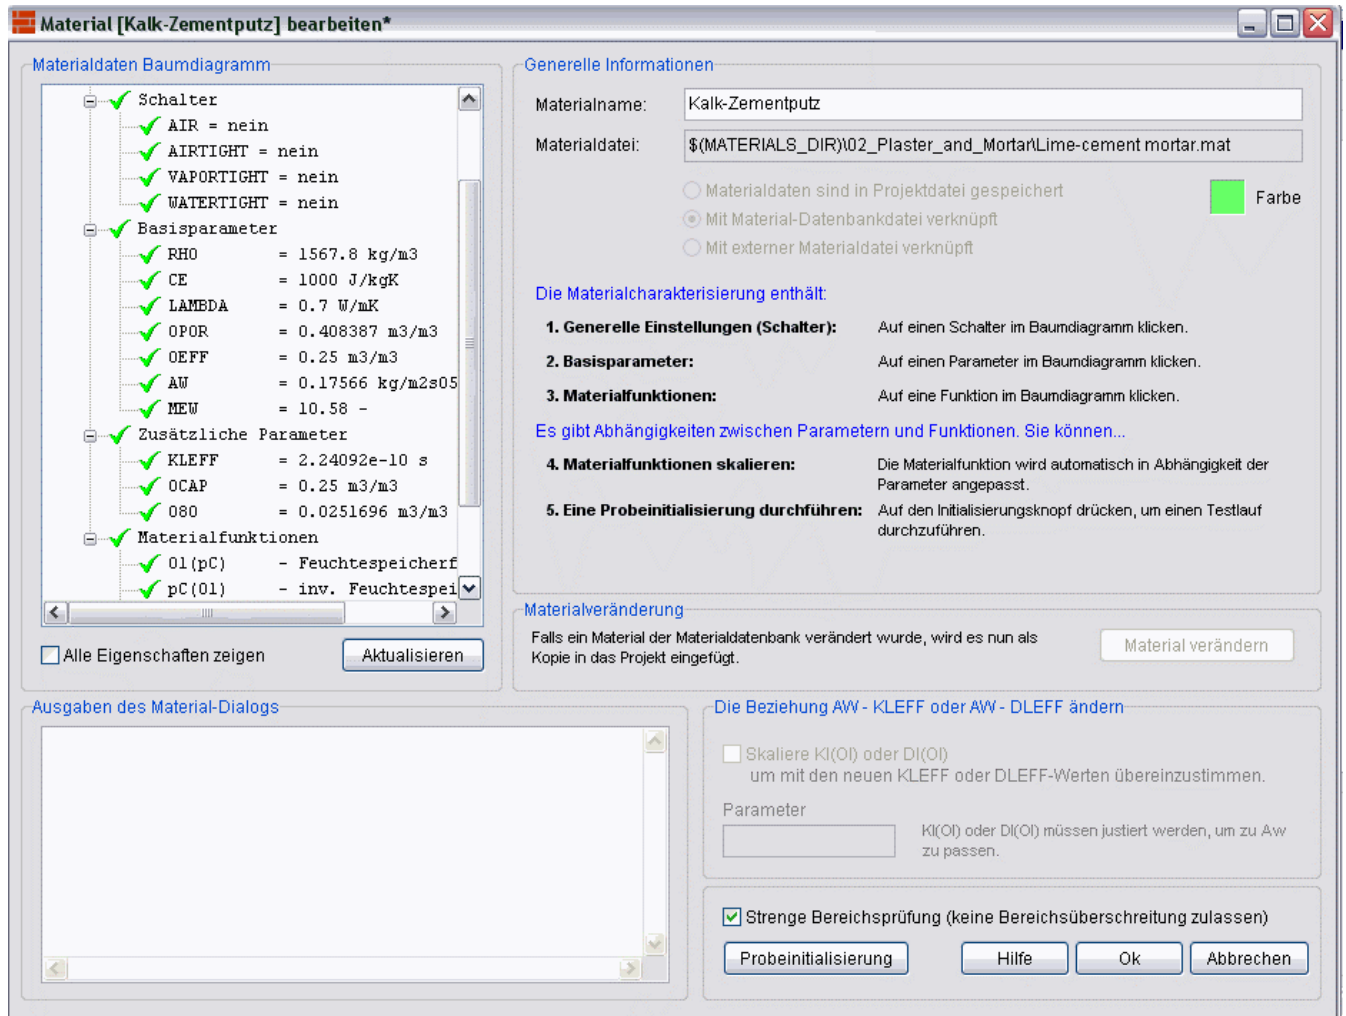 Material [Kalk-Zementputz] bearbeiten*
Materialdaten Baumdiagramm
Schalter
AIR = nein
AIRTIGHT = nein
VAPORTIGHT = nein
WATERTIGHT = nein
Basisparameter
RHO = 1567.8 kg/m3
CE = 1000 J/kgK
LAMBDA = 0.7 W/mK
OPOR = 0.408387 m3/m3
OEFF = 0.25 m3/m3
AW = 0.17566 kg/m2s05
MEW = 10.58 -
Zusätzliche Parameter
KLEFF = 2.24092e-10 s
OCAP = 0.25 m3/m3
O80 = 0.0251696 m3/m3
Materialfunktionen
Ol(pC) - Feuchtespeicherf
pC(Ol) - inv. Feuchtespei
Alle Eigenschaften zeigen
Aktualisieren
Generelle Informationen
Materialname: Kalk-Zementputz
Materialdatei: $(MATERIALS_DIR)\02_Plaster_and_Mortar\Lime-cement mortar.mat
Materialdaten sind in Projektdatei gespeichert
Mit Material-Datenbankdatei verknüpft
Mit externer Materialdatei verknüpft
Farbe
Die Materialcharakterisierung enthält:
1. Generelle Einstellungen (Schalter): Auf einen Schalter im Baumdiagramm klicken.
2. Basisparameter: Auf einen Parameter im Baumdiagramm klicken.
3. Materialfunktionen: Auf eine Funktion im Baumdiagramm klicken.
Es gibt Abhängigkeiten zwischen Parametern und Funktionen. Sie können...
4. Materialfunktionen skalieren: Die Materialfunktion wird automatisch in Abhängigkeit der
Parameter angepasst.
5. Eine Probeinitialisierung durchführen: Auf den Initialisierungsknopf drücken, um einen Testlauf
durchzuführen.
Materialveränderung
Falls ein Material der Materialdatenbank verändert wurde, wird es nun als
Kopie in das Projekt eingefügt.
Material verändern
Ausgaben des Material-Dialogs
Die Beziehung AW - KLEFF oder AW - DLEFF ändern
Skaliere Kl(Ol) oder Dl(Ol)
um mit den neuen KLEFF oder DLEFF-Werten übereinzustimmen.
Parameter
Kl(Ol) oder Dl(Ol) müssen justiert werden, um zu Aw
zu passen.
Strenge Bereichsprüfung (keine Bereichsüberschreitung zulassen)
Probeinitialisierung
Hilfe
Ok
Abbrechen